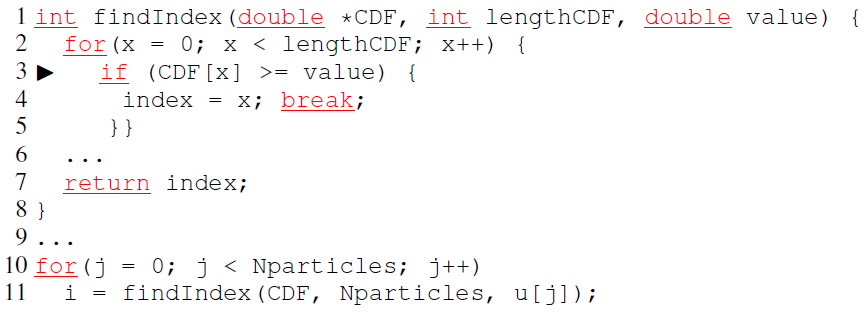 1 int findIndex(double *CDF, int lengthCDF, double value) {
2 for(x = 0; x < lengthCDF; x++) {
3 ▶ if (CDF[x] >= value) {
4 index = x; break;
5 }}
6 ...
7 return index;
8 }
9 ...
10 for(j = 0; j < Nparticles; j++)
11 i = findIndex(CDF, Nparticles, u[j]);